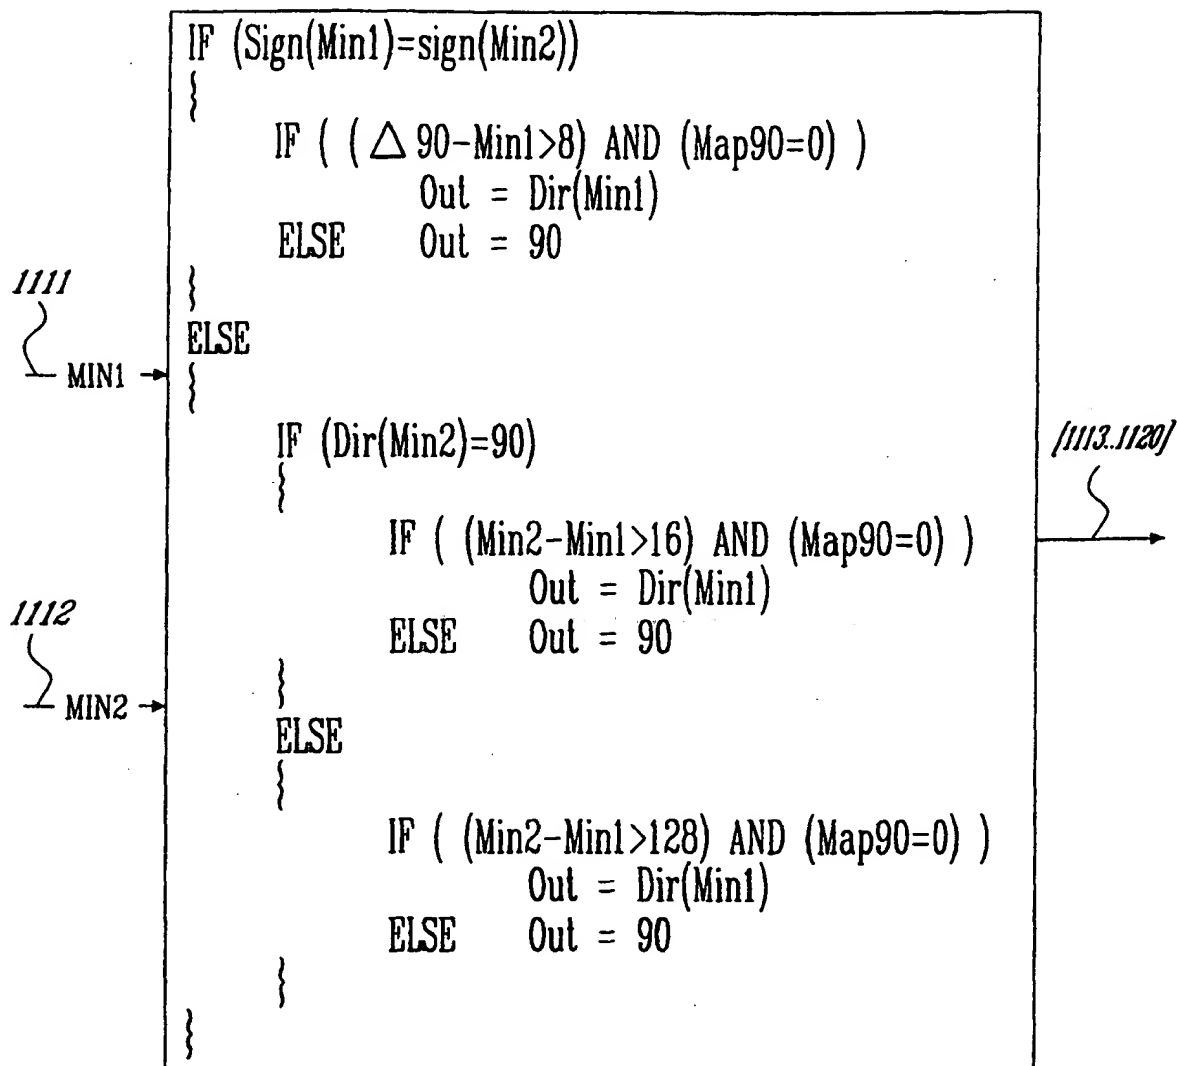 IF (Sign(Min1)=sign(Min2))
{
IF ( ( △ 90-Min1>8) AND (Map90=0) )
Out = Dir(Min1)
ELSE Out = 90
}
1111
ELSE
MIN1
{
IF (Dir(Min2)=90)
[1113..1120]
{
IF ( (Min2-Min1>16) AND (Map90=0) )
Out = Dir(Min1)
1112
ELSE Out = 90
}
MIN2
ELSE
{
IF ( (Min2-Min1>128) AND (Map90=0) )
Out = Dir(Min1)
ELSE Out = 90
}
}